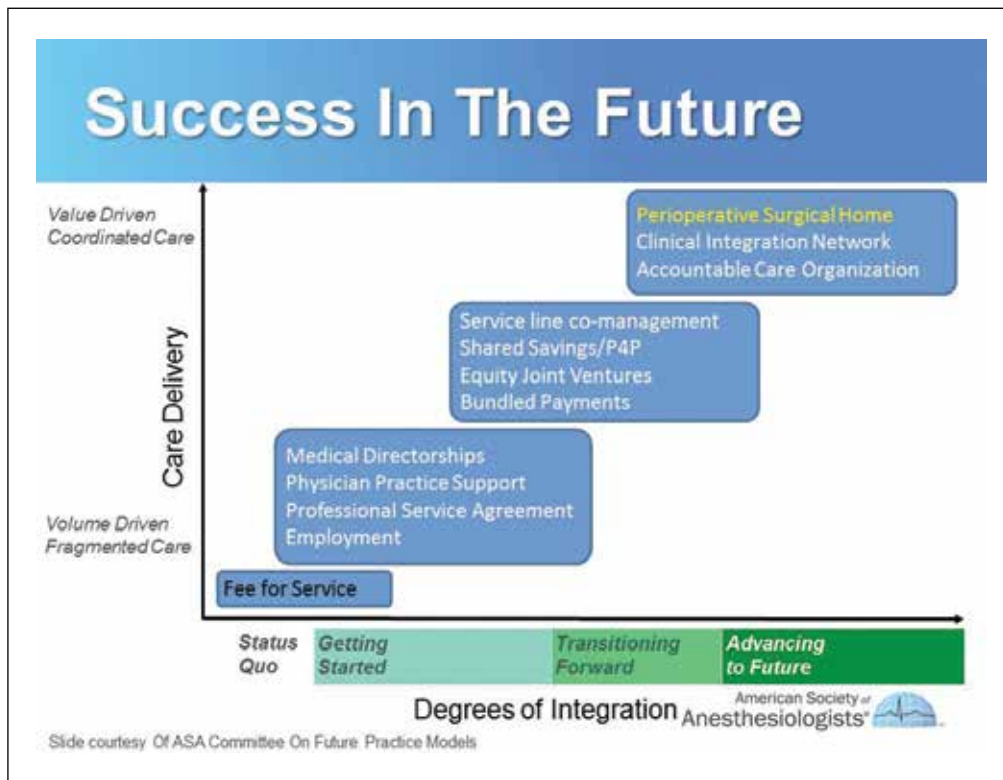 Success In The Future
Value Driven
Coordinated Care
Perioperative Surgical Home
Clinical Integration Network
Accountable Care Organization
Service line co-management
Shared Savings/P4P
Equity Joint Ventures
Bundled Payments
Care Delivery
Medical Directorships
Physician Practice Support
Professional Service Agreement
Employment
Volume Driven
Fragmented Care
Fee for Service
Status
Quo
Getting
Started
Transitioning
Forward
Advancing
to Future
Degrees of Integration
American Society of
Anesthesiologists®
Slide courtesy Of ASA Committee On Future Practice Models